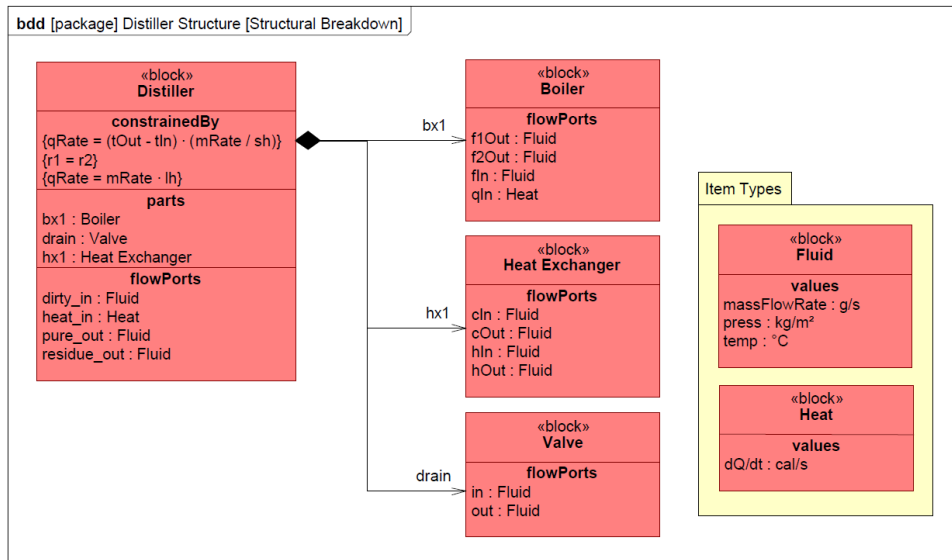 bdd [package] Distiller Structure [Structural Breakdown]
«block»
Distiller
constrainedBy
{qRate = (tOut - tIn) · (mRate / sh)}
{r1 = r2}
{qRate = mRate · lh}
parts
bx1 : Boiler
drain : Valve
hx1 : Heat Exchanger
flowPorts
dirty_in : Fluid
heat_in : Heat
pure_out : Fluid
residue_out : Fluid
bx1
hx1
drain
«block»
Boiler
flowPorts
f1Out : Fluid
f2Out : Fluid
fIn : Fluid
qIn : Heat
«block»
Heat Exchanger
flowPorts
cIn : Fluid
cOut : Fluid
hIn : Fluid
hOut : Fluid
«block»
Valve
flowPorts
in : Fluid
out : Fluid
Item Types
«block»
Fluid
values
massFlowRate : g/s
press : kg/m²
temp : °C
«block»
Heat
values
dQ/dt : cal/s